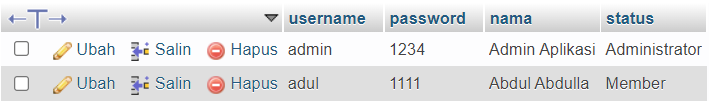 username password nama status
Ubah Salin Hapus admin 1234 Admin Aplikasi Administrator
Ubah Salin Hapus adul 1111 Abdul Abdulla Member